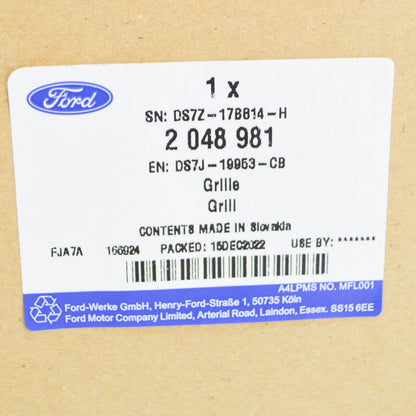 Ford
1 x
SN: DS7Z-17B814-H
2 048 981
EN: DS7J-19953-CB
Grille
Grill
CONTENTS MADE IN Slovakia
FJA7A 166924 PACKED: 15DEC2022 USE BY: *******
A4LPMS NO. MFL001
Ford-Werke GmbH, Henry-Ford-Straße 1, 50735 Köln
Ford Motor Company Limited, Arterial Road, Laindon, Essex. SS15 6EE